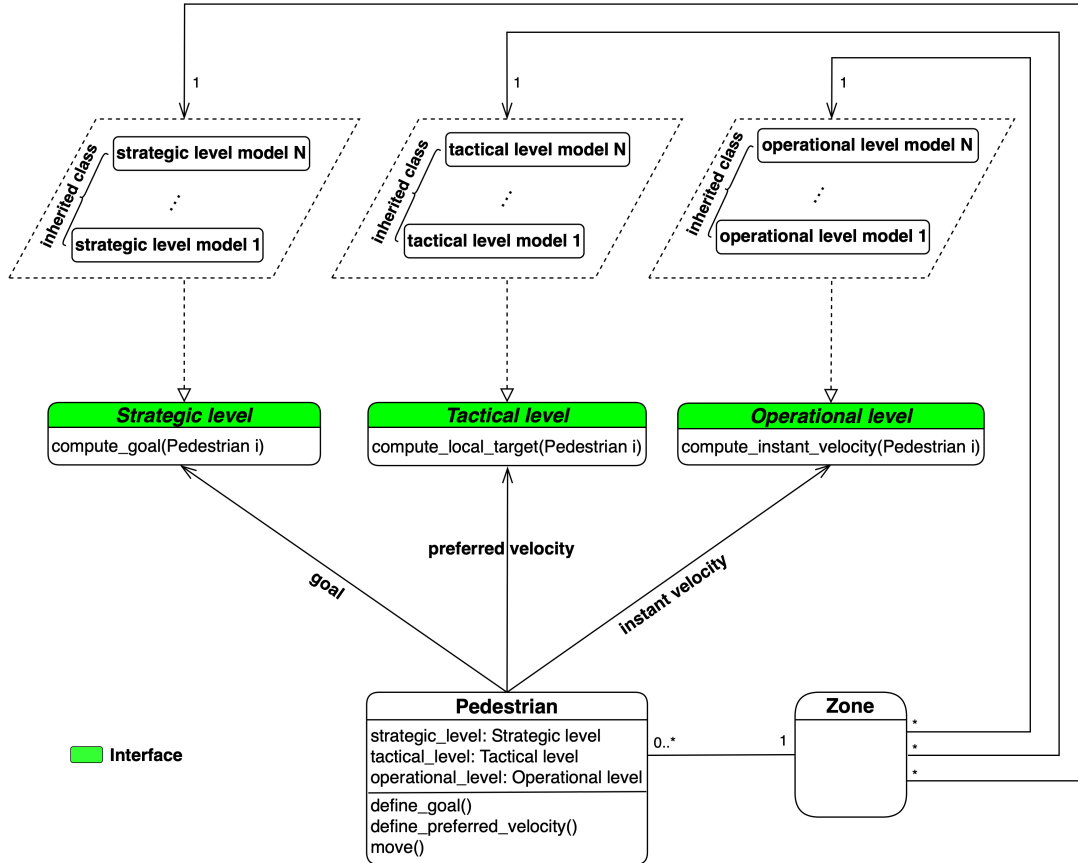 1
1
1
inherited class
strategic level model N
...
strategic level model 1
inherited class
tactical level model N
...
tactical level model 1
inherited class
operational level model N
...
operational level model 1
Strategic level
compute_goal(Pedestrian i)
Tactical level
compute_local_target(Pedestrian i)
Operational level
compute_instant_velocity(Pedestrian i)
goal
preferred velocity
instant velocity
Interface
Pedestrian
strategic_level: Strategic level
tactical_level: Tactical level
operational_level: Operational level
define_goal()
define_preferred_velocity()
move()
0..*
1
Zone
*
*
*